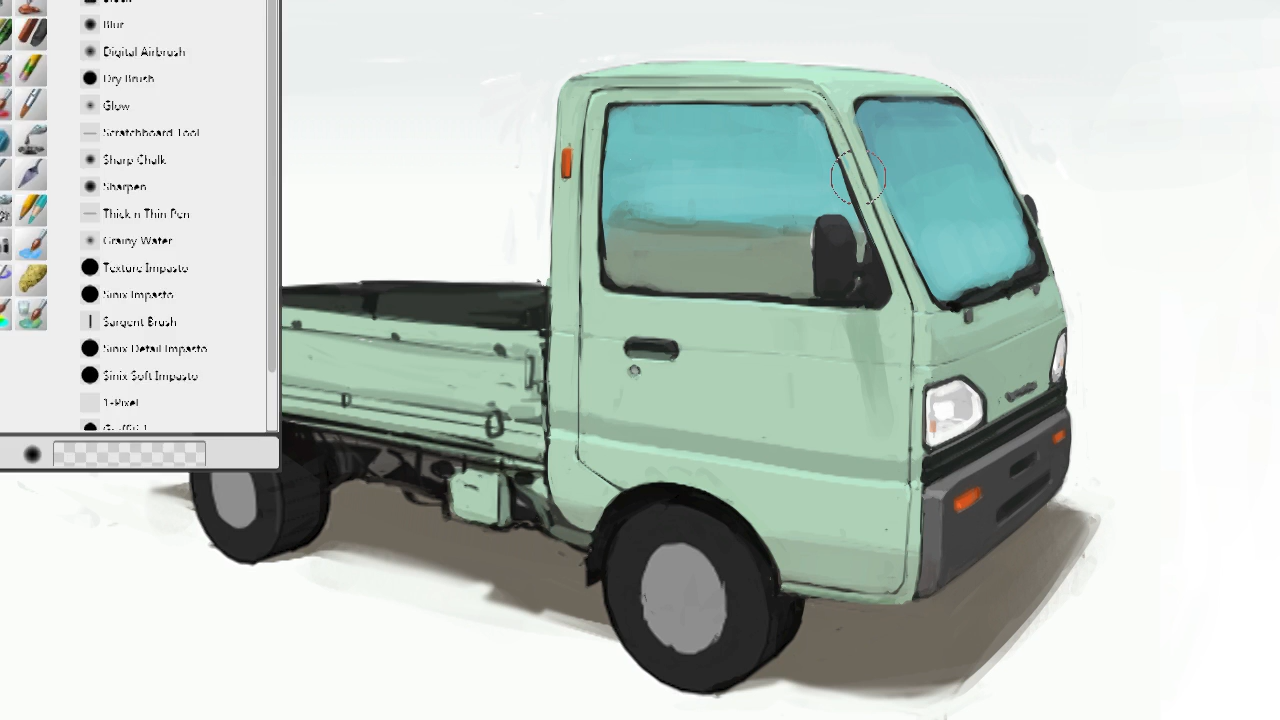 Blur
Digital Airbrush
Dry Brush
Glow
Scratchboard Tool
Sharp Chalk
Sharpen
Thick n Thin Pen
Grainy Water
Texture Impasto
Sinix Impasto
Sargent Brush
Sinix Detail Impasto
Sinix Soft Impasto
1-Pixel